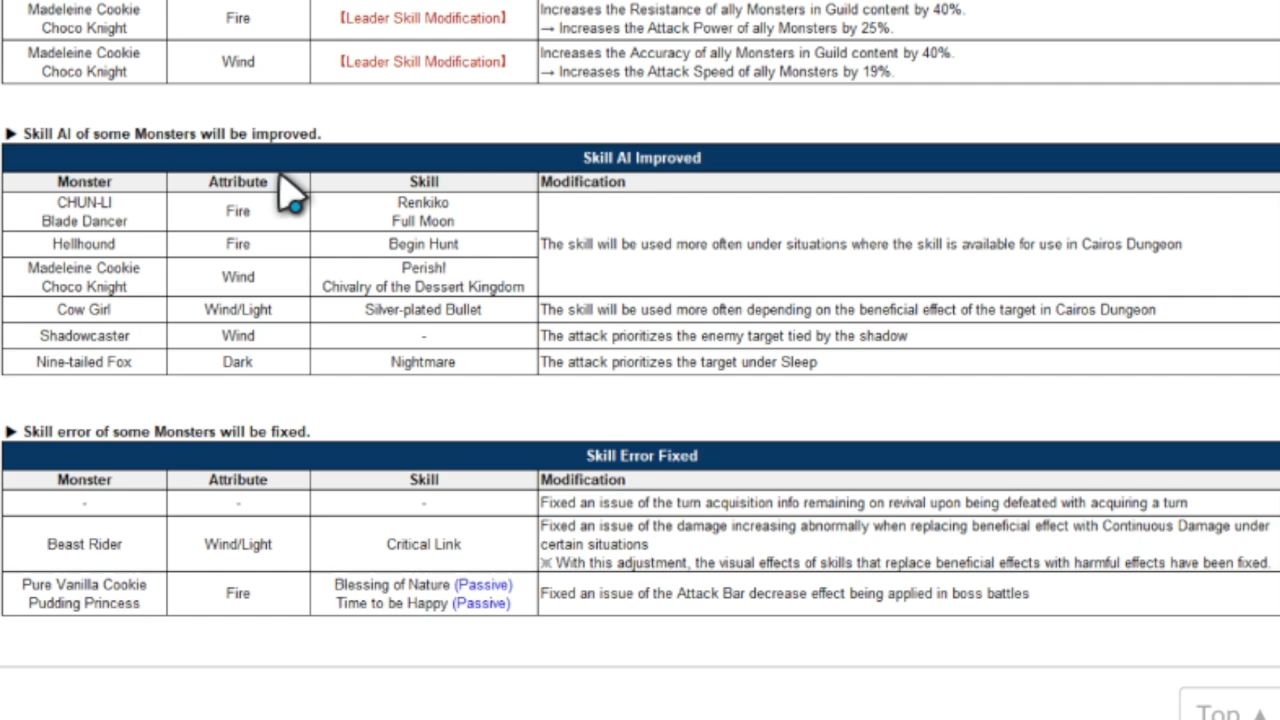 Madeleine Cookie
Choco Knight
Fire
【Leader Skill Modification】
Increases the Resistance of ally Monsters in Guild content by 40%.
→ Increases the Attack Power of ally Monsters by 25%.
Madeleine Cookie
Choco Knight
Wind
【Leader Skill Modification】
Increases the Accuracy of ally Monsters in Guild content by 40%.
→ Increases the Attack Speed of ally Monsters by 19%.
▶ Skill AI of some Monsters will be improved.
Skill AI Improved
Monster Attribute Skill Modification
CHUN-LI
Blade Dancer
Fire
Renkiko
Full Moon
Hellhound Fire Begin Hunt
The skill will be used more often under situations where the skill is available for use in Cairos Dungeon
Madeleine Cookie
Choco Knight
Wind
Perish!
Chivalry of the Dessert Kingdom
Cow Girl Wind/Light Silver-plated Bullet The skill will be used more often depending on the beneficial effect of the target in Cairos Dungeon
Shadowcaster Wind - The attack prioritizes the enemy target tied by the shadow
Nine-tailed Fox Dark Nightmare The attack prioritizes the target under Sleep
▶ Skill error of some Monsters will be fixed.
Skill Error Fixed
Monster Attribute Skill Modification
- - - Fixed an issue of the turn acquisition info remaining on revival upon being defeated with acquiring a turn
Beast Rider Wind/Light Critical Link
Fixed an issue of the damage increasing abnormally when replacing beneficial effect with Continuous Damage under
certain situations
※ With this adjustment, the visual effects of skills that replace beneficial effects with harmful effects have been fixed.
Pure Vanilla Cookie
Pudding Princess
Fire
Blessing of Nature (Passive)
Time to be Happy (Passive)
Fixed an issue of the Attack Bar decrease effect being applied in boss battles
Top ▲